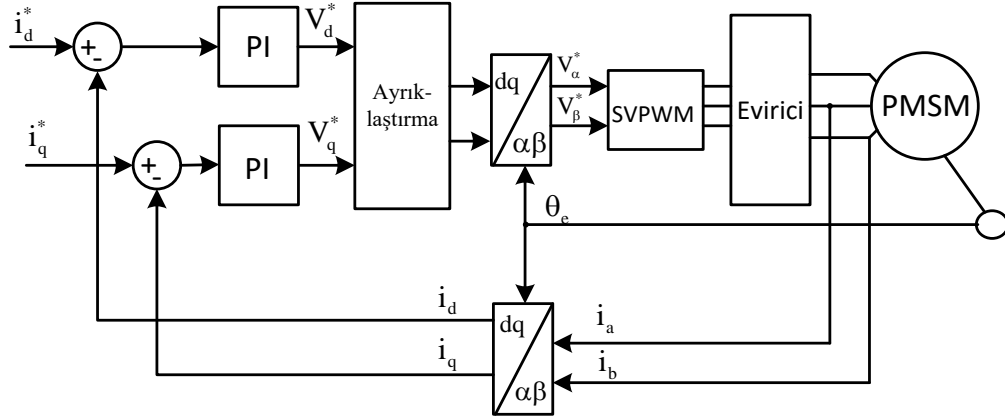 i_d^*
+
-
PI
V_d^*
Ayrık-
laştırma
dq
αβ
V_α^*
V_β^*
SVPWM
Evirici
PMSM
i_q^*
+
-
PI
V_q^*
θ_e
i_d
i_q
dq
αβ
i_a
i_b